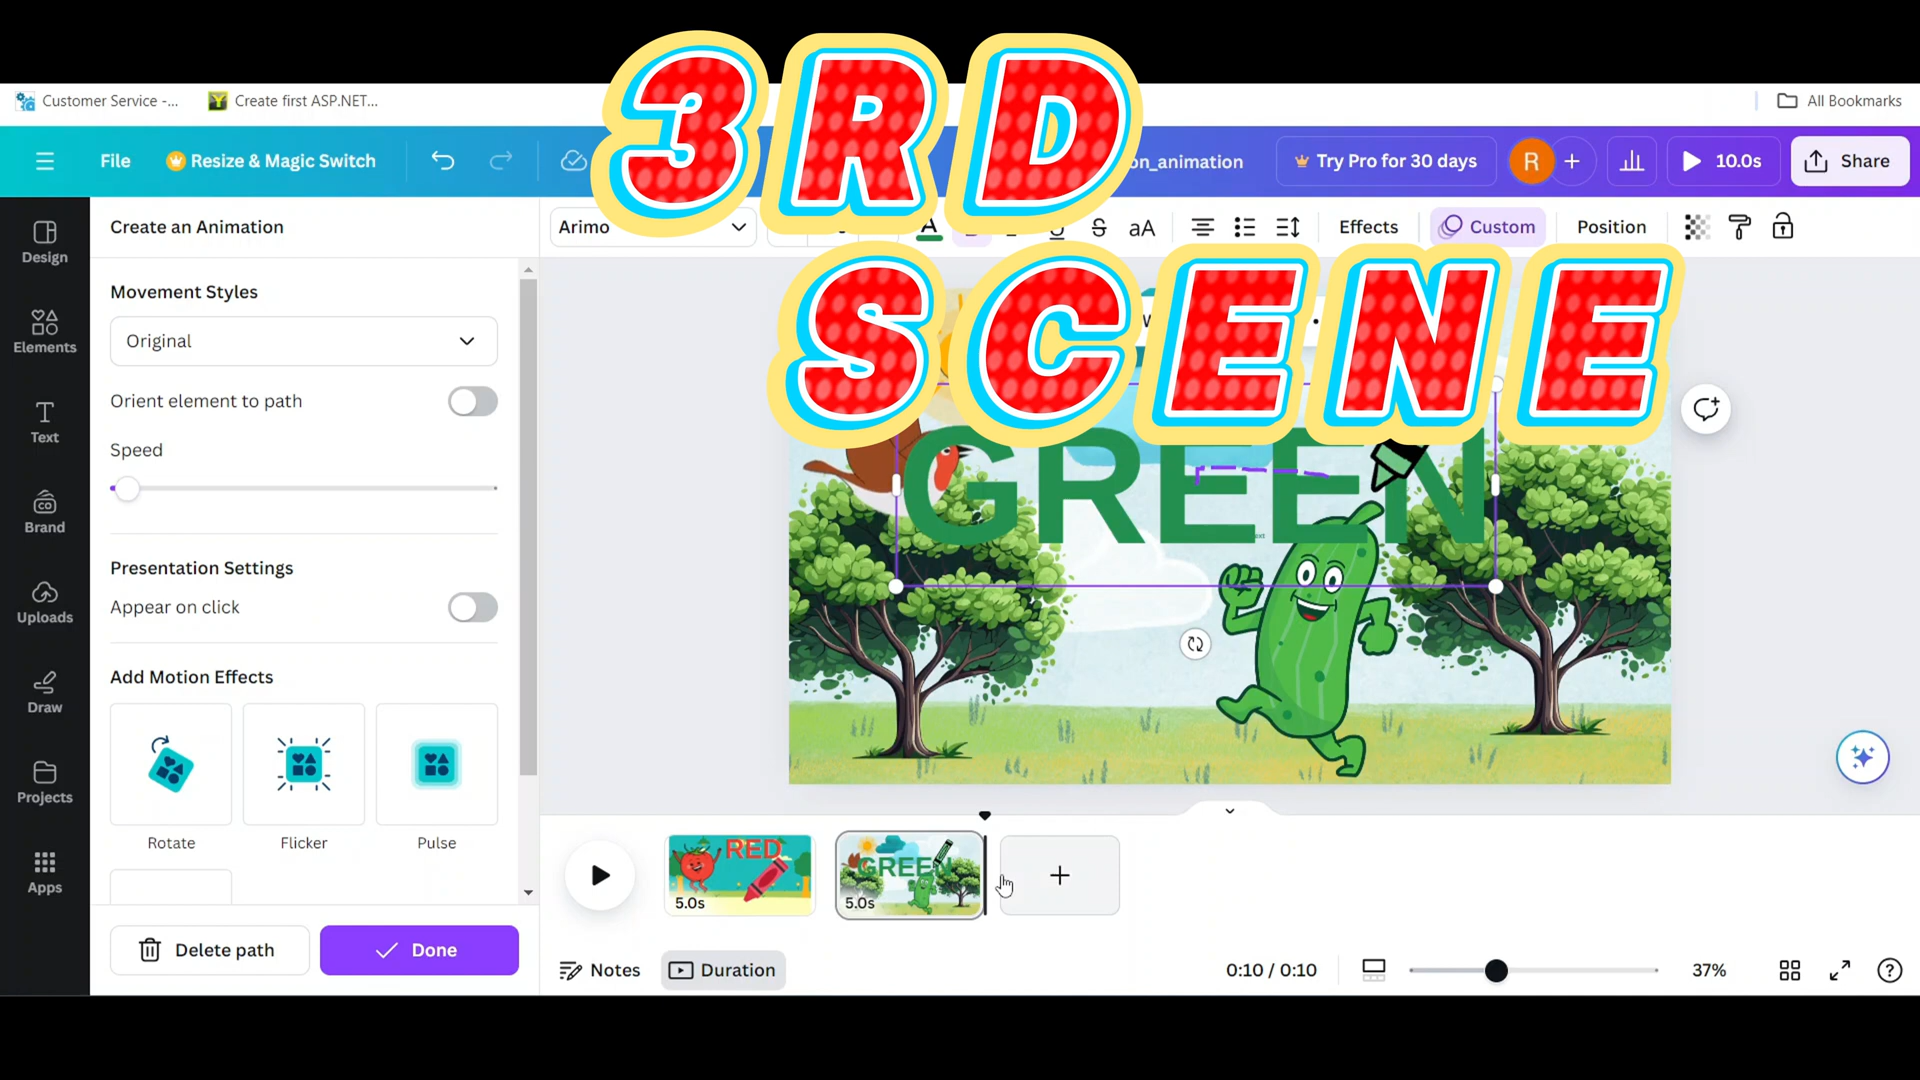 3RD
SCENE
Customer Service -...
Create first ASP.NET...
All Bookmarks
File
Resize & Magic Switch
on_animation
Try Pro for 30 days
R
10.0s
Share
Create an Animation
Arimo
A
U
S
aA
Effects
Custom
Position
Design
Elements
Text
Brand
Uploads
Draw
Projects
Apps
Movement Styles
Original
Orient element to path
Speed
Presentation Settings
Appear on click
Add Motion Effects
Rotate
Flicker
Pulse
Delete path
Done
GREEN
RED
5.0s
GREEN
5.0s
Notes
Duration
0:10 / 0:10
37%